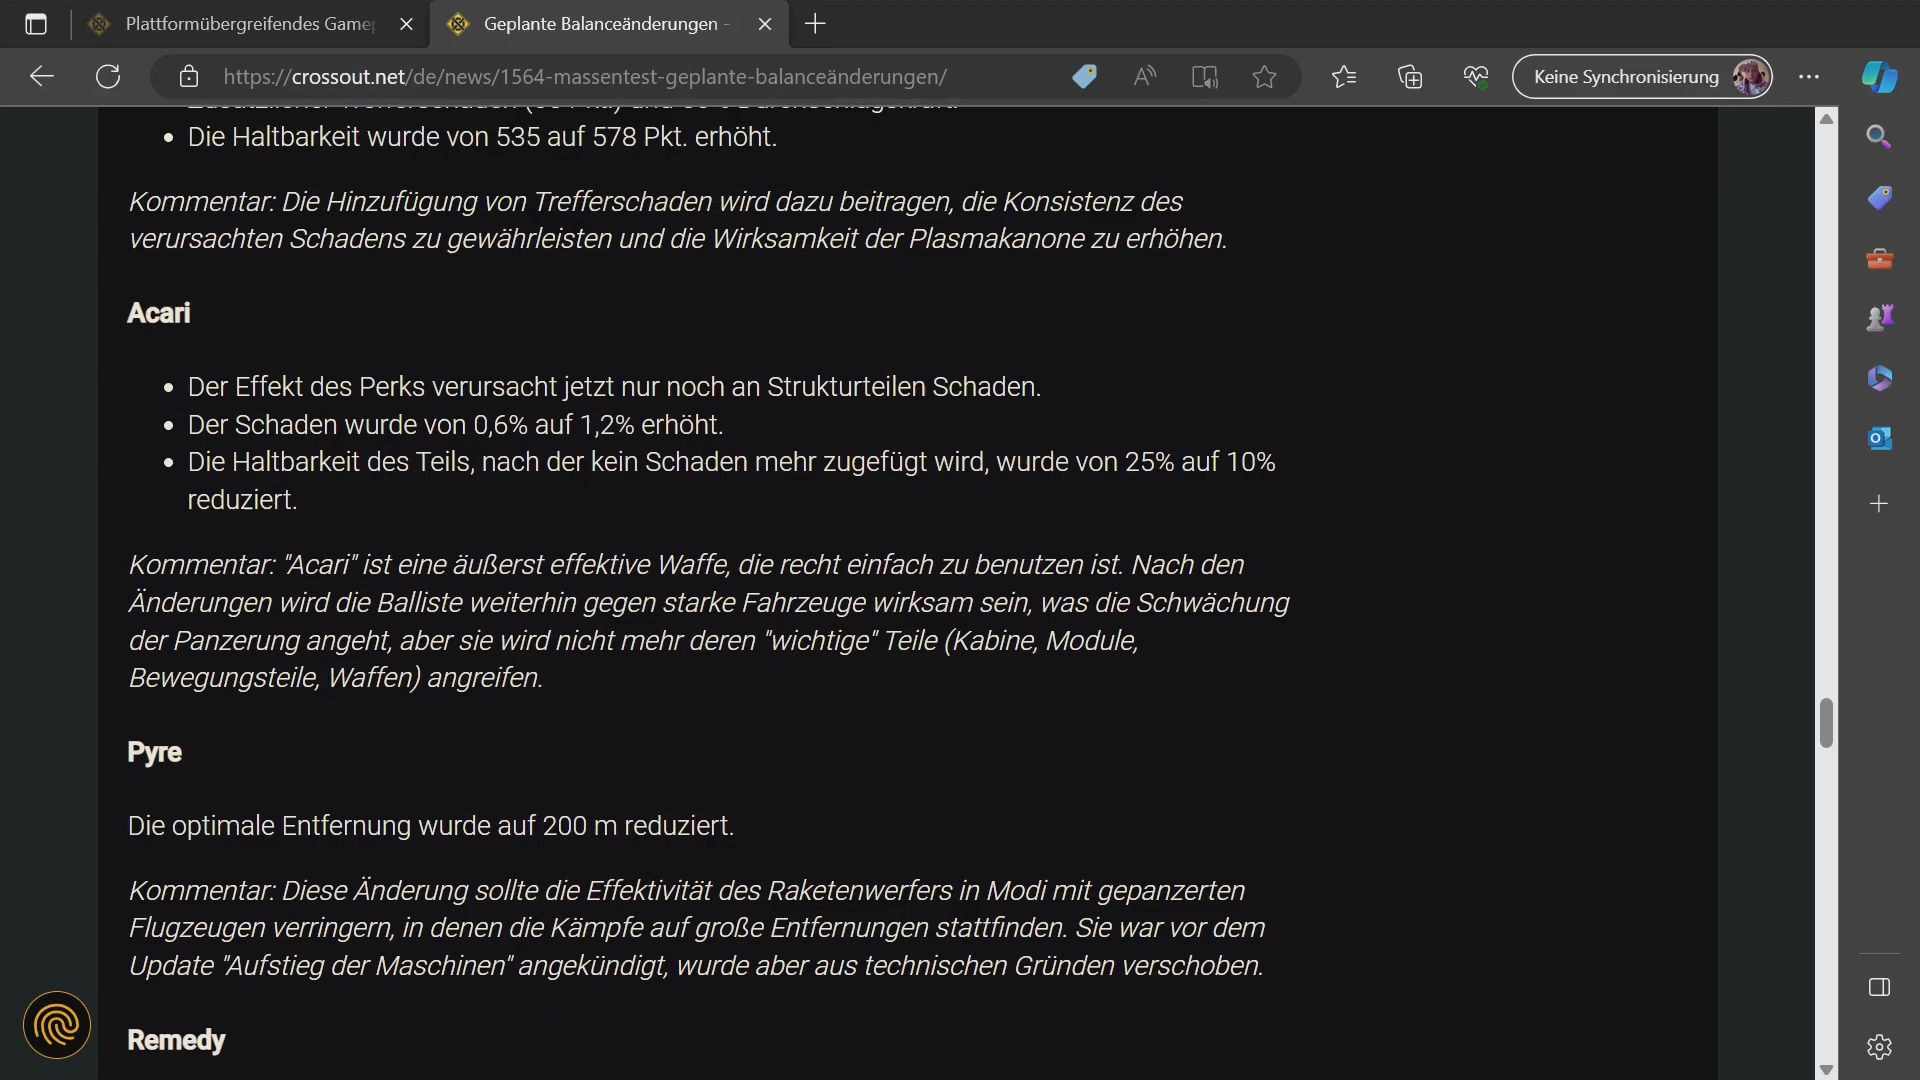 Plattformübergreifendes Gamep
Geplante Balanceänderungen -
https://crossout.net/de/news/1564-massentest-geplante-balanceänderungen/
Keine Synchronisierung
Die Haltbarkeit wurde von 535 auf 578 Pkt. erhöht.
Kommentar: Die Hinzufügung von Trefferschaden wird dazu beitragen, die Konsistenz des
verursachten Schadens zu gewährleisten und die Wirksamkeit der Plasmakanone zu erhöhen.
Acari
Der Effekt des Perks verursacht jetzt nur noch an Strukturteilen Schaden.
Der Schaden wurde von 0,6% auf 1,2% erhöht.
Die Haltbarkeit des Teils, nach der kein Schaden mehr zugefügt wird, wurde von 25% auf 10%
reduziert.
Kommentar: "Acari" ist eine äußerst effektive Waffe, die recht einfach zu benutzen ist. Nach den
Änderungen wird die Balliste weiterhin gegen starke Fahrzeuge wirksam sein, was die Schwächung
der Panzerung angeht, aber sie wird nicht mehr deren "wichtige" Teile (Kabine, Module,
Bewegungsteile, Waffen) angreifen.
Pyre
Die optimale Entfernung wurde auf 200 m reduziert.
Kommentar: Diese Änderung sollte die Effektivität des Raketenwerfers in Modi mit gepanzerten
Flugzeugen verringern, in denen die Kämpfe auf große Entfernungen stattfinden. Sie war vor dem
Update "Aufstieg der Maschinen" angekündigt, wurde aber aus technischen Gründen verschoben.
Remedy